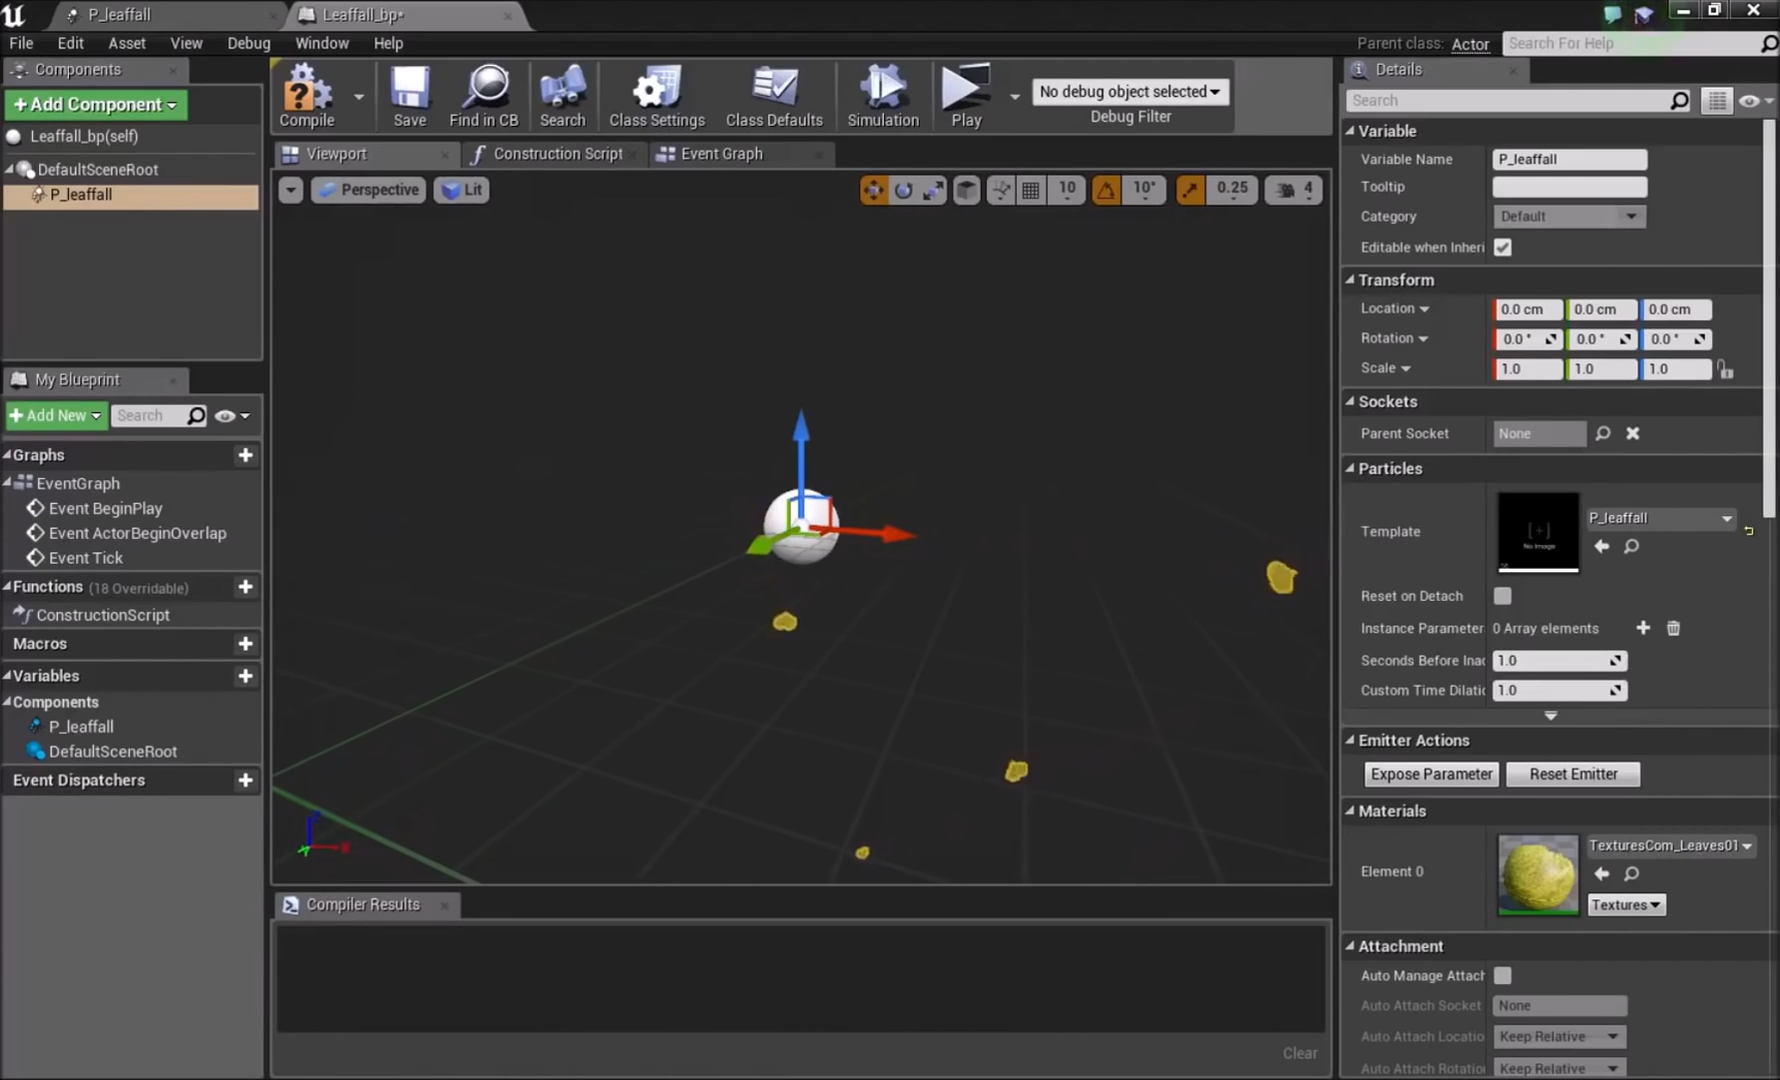 P_leaffall
Leaffall_bp*
File Edit Asset View Debug Window Help
Parent class: Actor
Search For Help
Components
+ Add Component
Leaffall_bp(self)
DefaultSceneRoot
P_leaffall
Compile
Save
Find in CB
Search
Class Settings
Class Defaults
Simulation
Play
No debug object selected
Debug Filter
Viewport
Construction Script
Event Graph
Perspective
Lit
10
10°
0.25
4
My Blueprint
+ Add New
Search
Graphs
EventGraph
Event BeginPlay
Event ActorBeginOverlap
Event Tick
Functions (18 Overridable)
ConstructionScript
Macros
Variables
Components
P_leaffall
DefaultSceneRoot
Event Dispatchers
Compiler Results
Clear
Details
Search
Variable
Variable Name P_leaffall
Tooltip
Category Default
Editable when Inheri
Transform
Location 0.0 cm 0.0 cm 0.0 cm
Rotation 0.0 ° 0.0 ° 0.0 °
Scale 1.0 1.0 1.0
Sockets
Parent Socket None
Particles
Template
[+]
No Image
P_leaffall
Reset on Detach
Instance Parameter 0 Array elements
Seconds Before Inac 1.0
Custom Time Dilatic 1.0
Emitter Actions
Expose Parameter Reset Emitter
Materials
Element 0
TexturesCom_Leaves01
Textures
Attachment
Auto Manage Attach
Auto Attach Socket None
Auto Attach Locatio Keep Relative
Auto Attach Rotatio Keep Relative